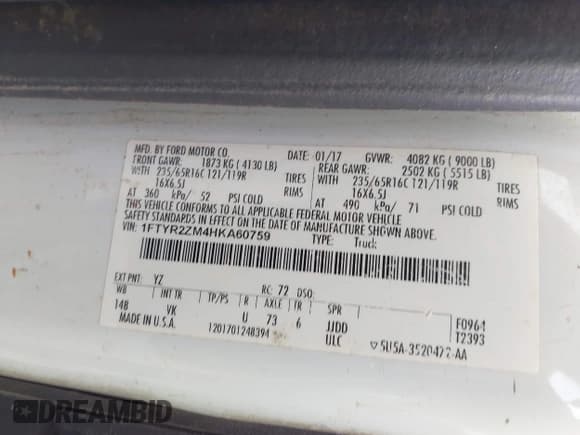 MFD. BY FORD MOTOR CO. DATE: 01/17 GVWR: 4082 KG ( 9000 LB)
FRONT GAWR: 1873 KG ( 4130 LB) REAR GAWR: 2502 KG ( 5515 LB)
WITH 235/65R16C 121/119R TIRES WITH 235/65R16C 121/119R TIRES
16X6.5J RIMS 16X6.5J RIMS
AT 360 kPa/ 52 PSI COLD AT 490 kPa/ 71 PSI COLD
THIS VEHICLE CONFORMS TO ALL APPLICABLE FEDERAL MOTOR VEHICLE
SAFETY STANDARDS IN EFFECT ON THE DATE OF MANUFACTURE SHOWN ABOVE.
VIN: 1FTYR2ZM4HKA60759 TYPE: Truck
EXT PNT: YZ RC: 72 DSO:
WB INT TR TP/PS R AXLE TR SPR
148 VK U 73 6 JJDD F0964
MADE IN U.S.A. 1201701248394 ULC T2393
▽5U5A-3520472-AA
DREAMBID